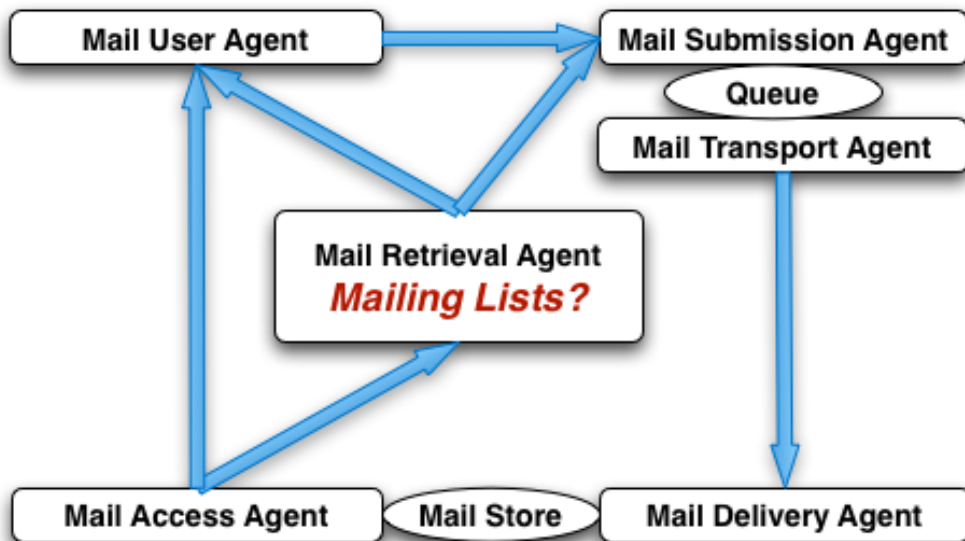 Mail User Agent
Mail Submission Agent
Queue
Mail Transport Agent
Mail Retrieval Agent
Mailing Lists?
Mail Access Agent
Mail Store
Mail Delivery Agent